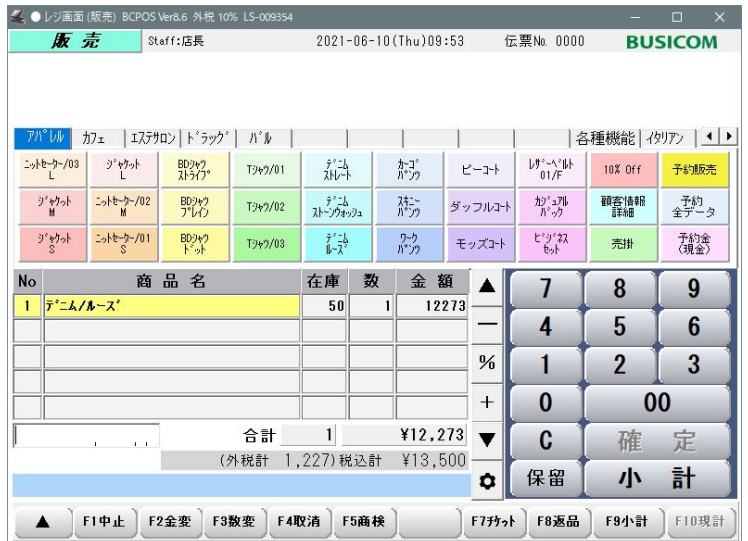 ● レジ画面 (販売) BCPOS Ver8.6 外税 10% LS-009354
販 売 Staff:店長 2021-06-10(Thu)09:53 伝票№ 0000 BUSICOM
アパレル カフェ エステサロン ドラッグ バル 各種機能 イタリアン
ニットセーター/03 L ジャケット L BDシャツ ストライプ Tシャツ/01 デニム ストレート カーゴ パンツ ピーコート レザーベルト 01/F 10% Off 予約販売
ジャケット M ニットセーター/02 M BDシャツ プレイン Tシャツ/02 デニム ストーンウォッシュ スキニー パンツ ダッフルコート カジュアル バック 顧客情報 詳細 予約 全データ
ジャケット S ニットセーター/01 S BDシャツ ドット Tシャツ/03 デニム ルーズ ワーク パンツ モッズコート ビジネス セット 売掛 予約金 (現金)
No 商 品 名 在庫 数 金 額 ▲ 7 8 9
1 デニム/ルーズ 50 1 12273
― 4 5 6
% 1 2 3
+ 0 00
合計 1 ¥12,273 ▼ C 確 定
(外税計 1,227) 税込計 ¥13,500
保留 小 計
▲ F1中止 F2金変 F3数変 F4取消 F5商検 F7チケット F8返品 F9小計 F10現計